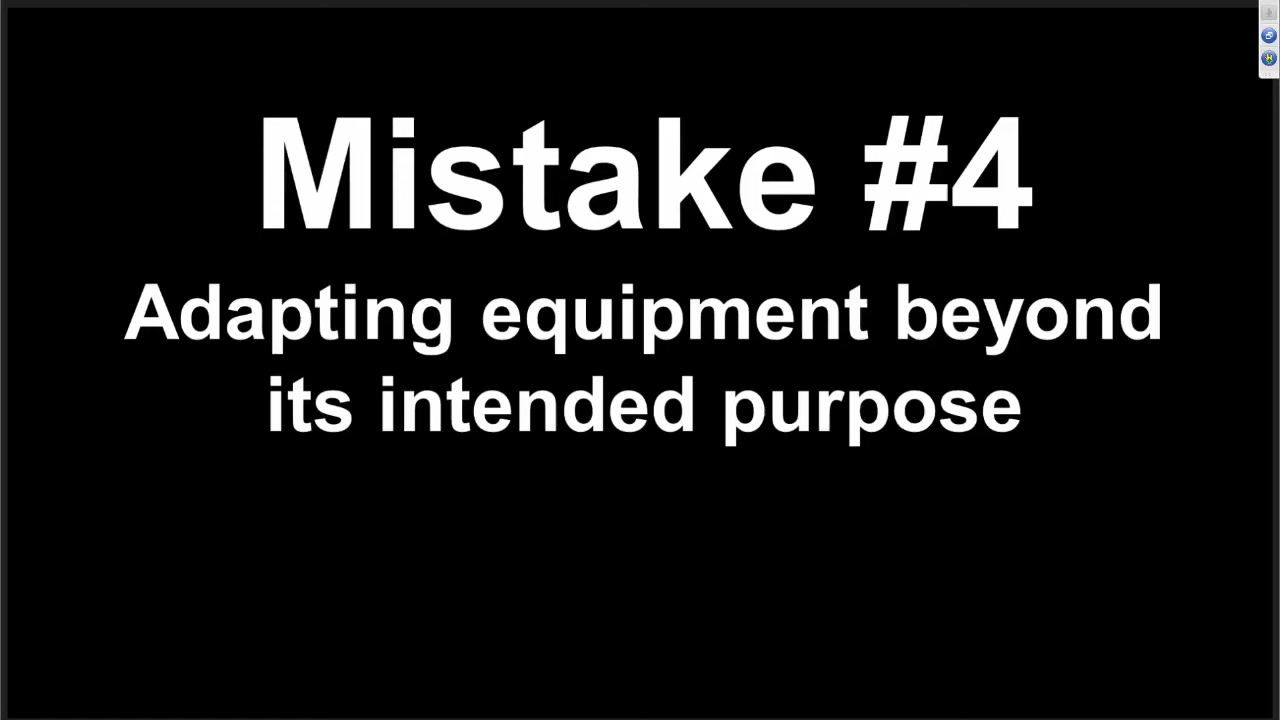 Mistake #4
Adapting equipment beyond
its intended purpose